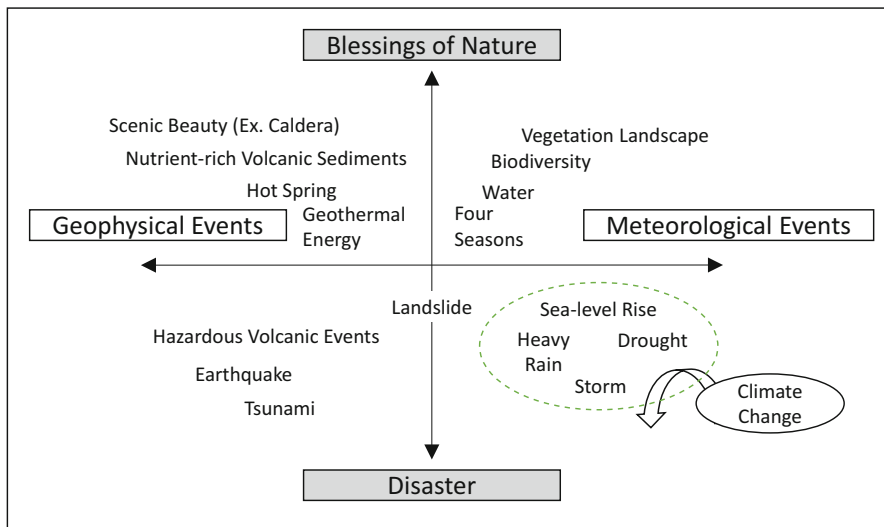 Blessings of Nature
Scenic Beauty (Ex. Caldera)
Nutrient-rich Volcanic Sediments
Hot Spring
Geothermal
Energy
Vegetation Landscape
Biodiversity
Water
Four
Seasons
Geophysical Events
Meteorological Events
Landslide
Hazardous Volcanic Events
Earthquake
Tsunami
Sea-level Rise
Heavy
Rain
Drought
Storm
Climate
Change
Disaster